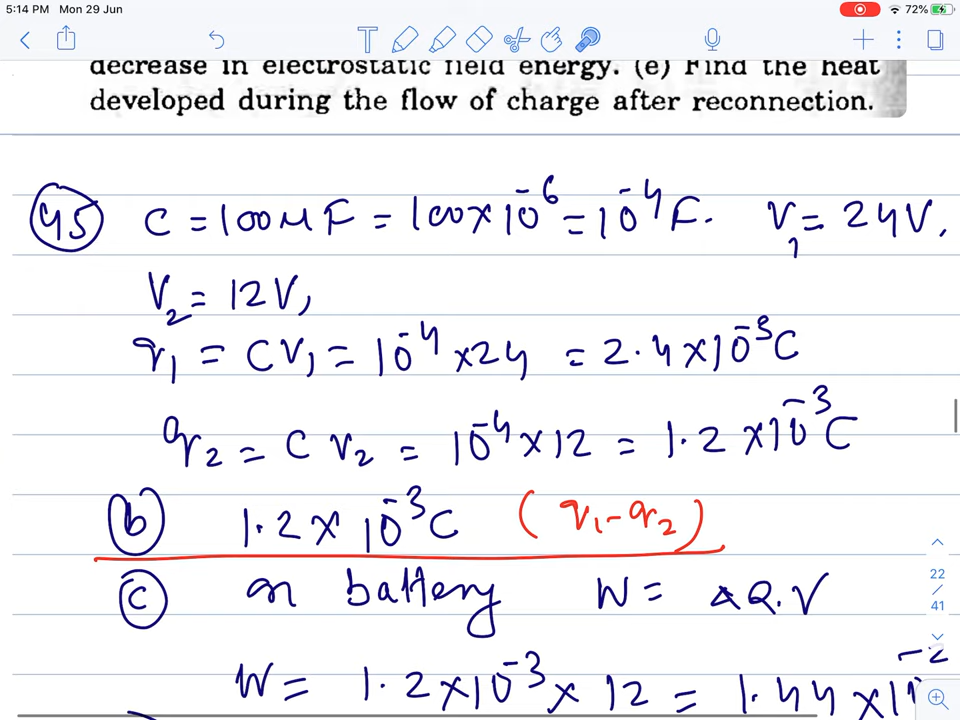 5:14 PM Mon 29 Jun 72%
T
decrease in electrostatic field energy. (e) Find the heat
developed during the flow of charge after reconnection.
45 C = 100 μF = 100 × 10⁻⁶ = 10⁻⁴ F. V₁ = 24V,
V₂ = 12V,
q₁ = CV₁ = 10⁻⁴ × 24 = 2.4 × 10⁻³ C
q₂ = C V₂ = 10⁻⁴ × 12 = 1.2 × 10⁻³ C
(b) 1.2 × 10⁻³ C (q₁ - q₂)
(c) on battery W = ΔQ.V
22
/
41
W = 1.2 × 10⁻³ × 12 = 1.44 × 10⁻²